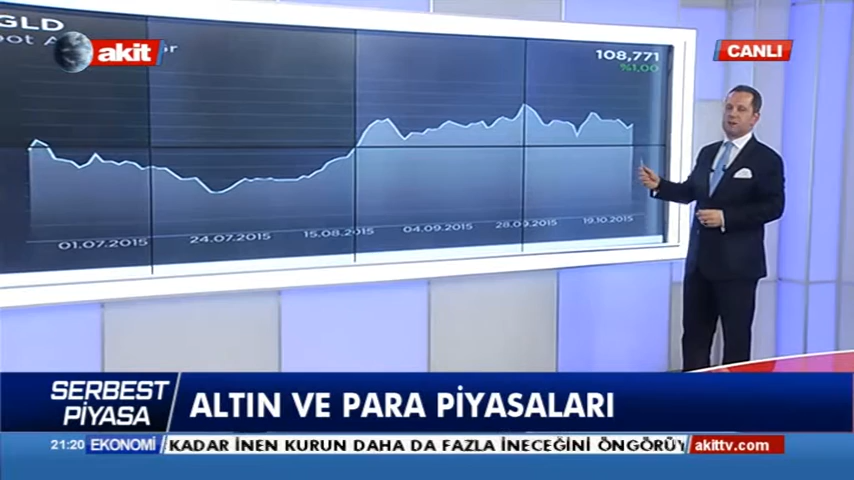 GLD
akit
108,771
%1,00
CANLI
01.07.2015
24.07.2015
15.08.2015
04.09.2015
28.09.2015
19.10.2015
SERBEST
PİYASA
ALTIN VE PARA PİYASALARI
21:20 EKONOMİ KADAR İNEN KURUN DAHA DA FAZLA İNECEĞİNİ ÖNGÖRÜY akittv.com